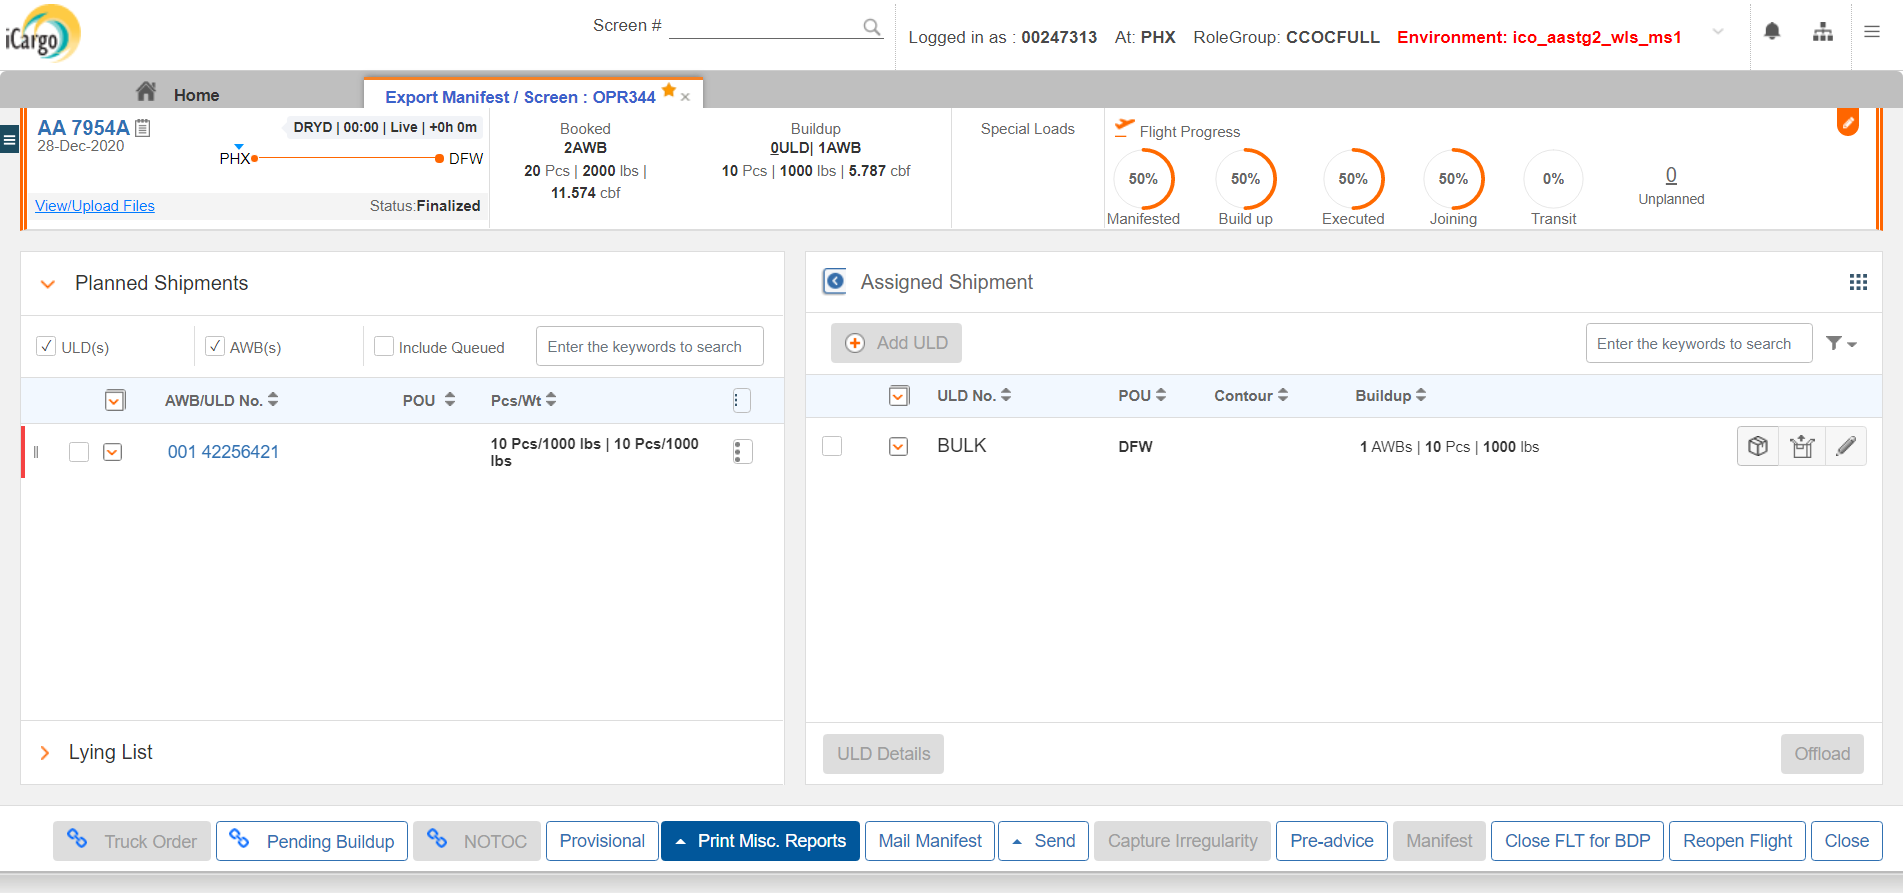 iCargo
Screen #
Logged in as : 00247313 At: PHX RoleGroup: CCOCFULL Environment: ico_aastg2_wls_ms1
Home
Export Manifest / Screen : OPR344
AA 7954A
28-Dec-2020
DRYD | 00:00 | Live | +0h 0m
PHX DFW
View/Upload Files
Status:Finalized
Booked
2AWB
20 Pcs | 2000 lbs |
11.574 cbf
Buildup
0ULD| 1AWB
10 Pcs | 1000 lbs | 5.787 cbf
Special Loads
Flight Progress
50% 50% 50% 50% 0% 0
Manifested Build up Executed Joining Transit Unplanned
Planned Shipments
ULD(s) AWB(s) Include Queued Enter the keywords to search
AWB/ULD No. POU Pcs/Wt
001 42256421
10 Pcs/1000 lbs | 10 Pcs/1000
lbs
Lying List
Assigned Shipment
Add ULD
Enter the keywords to search
ULD No. POU Contour Buildup
BULK DFW 1 AWBs | 10 Pcs | 1000 lbs
ULD Details
Offload
Truck Order Pending Buildup NOTOC Provisional Print Misc. Reports Mail Manifest Send Capture Irregularity Pre-advice Manifest Close FLT for BDP Reopen Flight Close